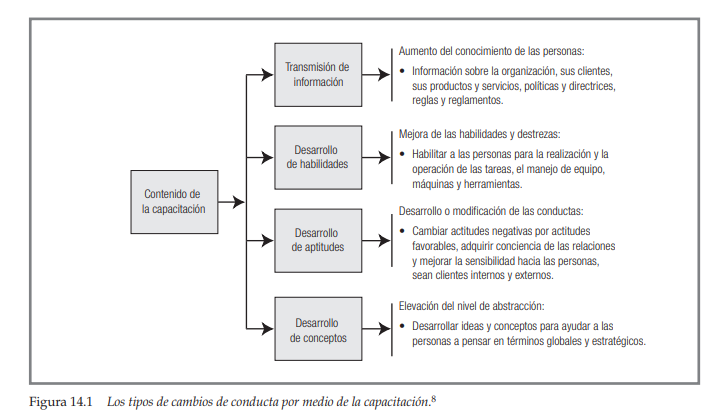 Contenido de
la capacitación
Transmisión de
información
Aumento del conocimiento de las personas:
• Información sobre la organización, sus clientes,
sus productos y servicios, políticas y directrices,
reglas y reglamentos.
Desarrollo
de habilidades
Mejora de las habilidades y destrezas:
• Habilitar a las personas para la realización y la
operación de las tareas, el manejo de equipo,
máquinas y herramientas.
Desarrollo
de aptitudes
Desarrollo o modificación de las conductas:
• Cambiar actitudes negativas por actitudes
favorables, adquirir conciencia de las relaciones
y mejorar la sensibilidad hacia las personas,
sean clientes internos y externos.
Desarrollo
de conceptos
Elevación del nivel de abstracción:
• Desarrollar ideas y conceptos para ayudar a las
personas a pensar en términos globales y estratégicos.
Figura 14.1 Los tipos de cambios de conducta por medio de la capacitación.⁸